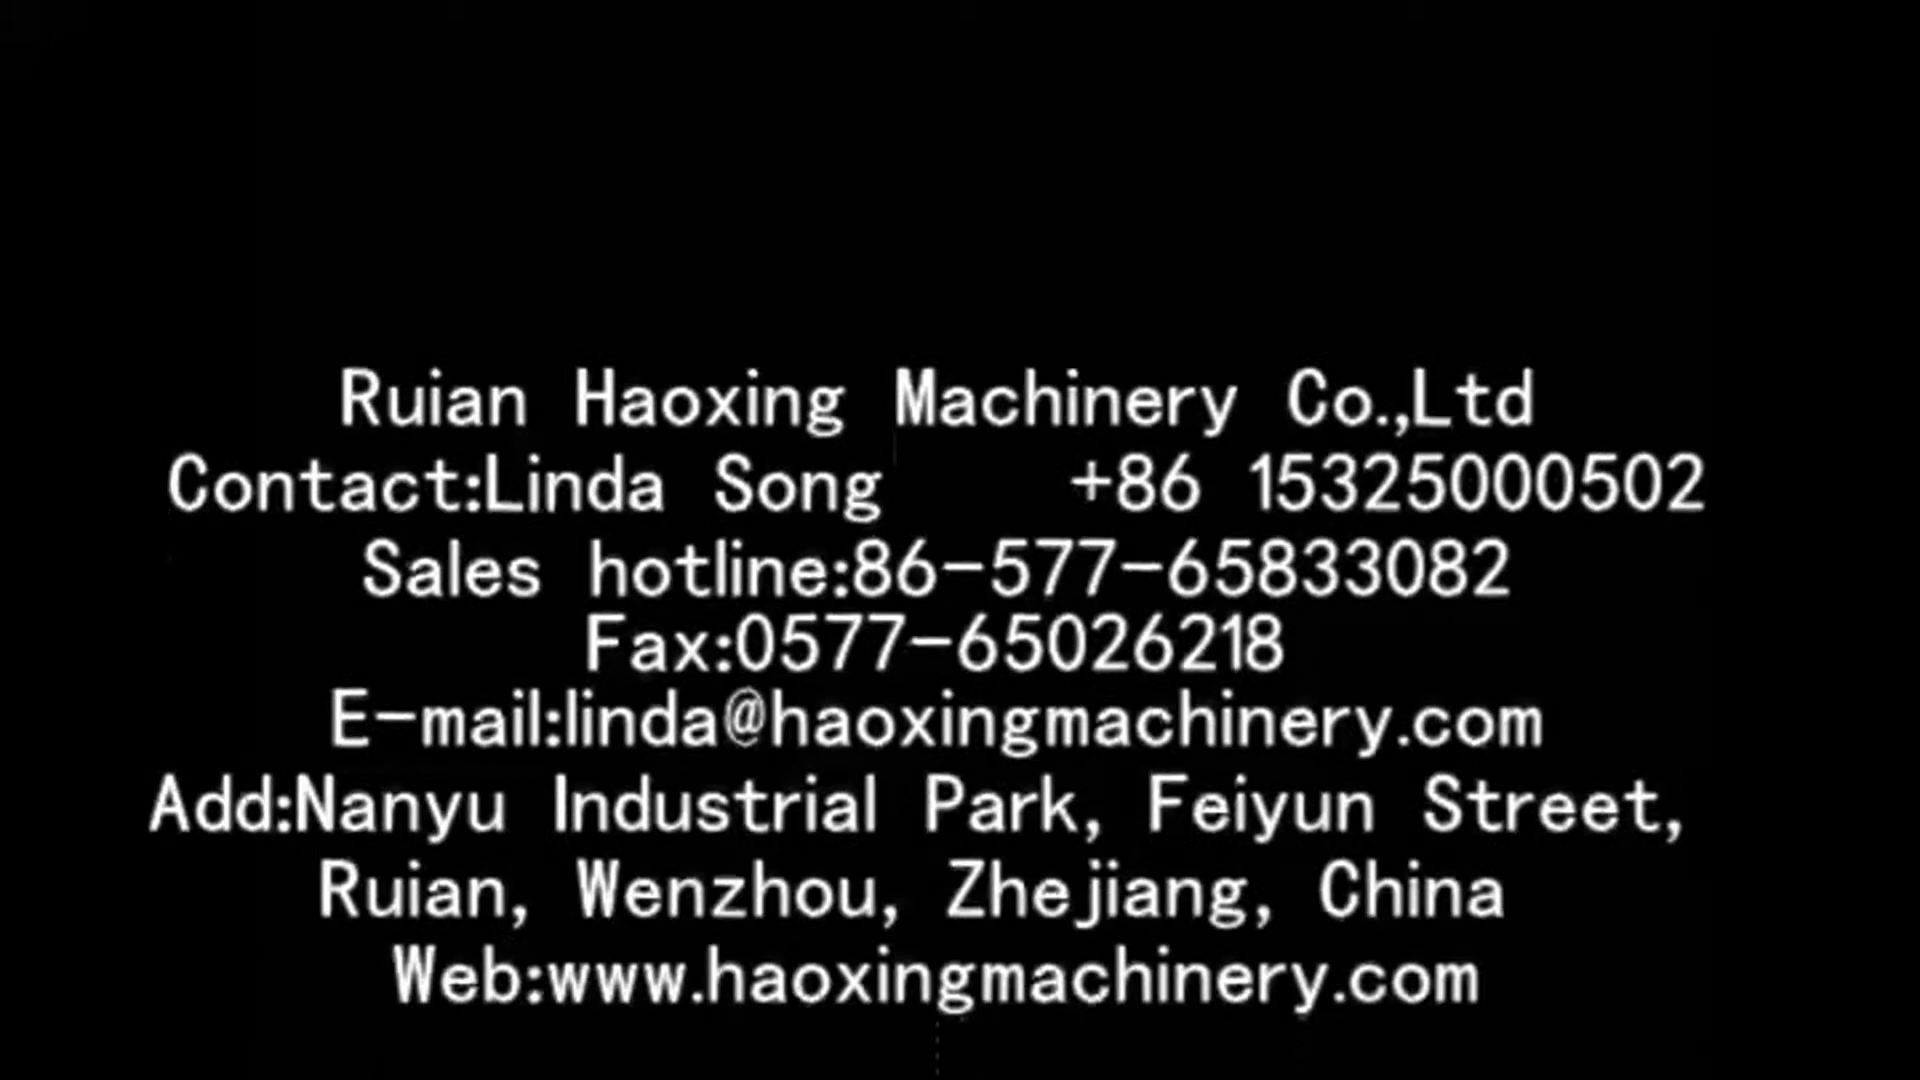 Ruian Haoxing Machinery Co.,Ltd
Contact:Linda Song +86 15325000502
Sales hotline:86-577-65833082
Fax:0577-65026218
E-mail:linda@haoxingmachinery.com
Add:Nanyu Industrial Park, Feiyun Street,
Ruian, Wenzhou, Zhejiang, China
Web:www.haoxingmachinery.com